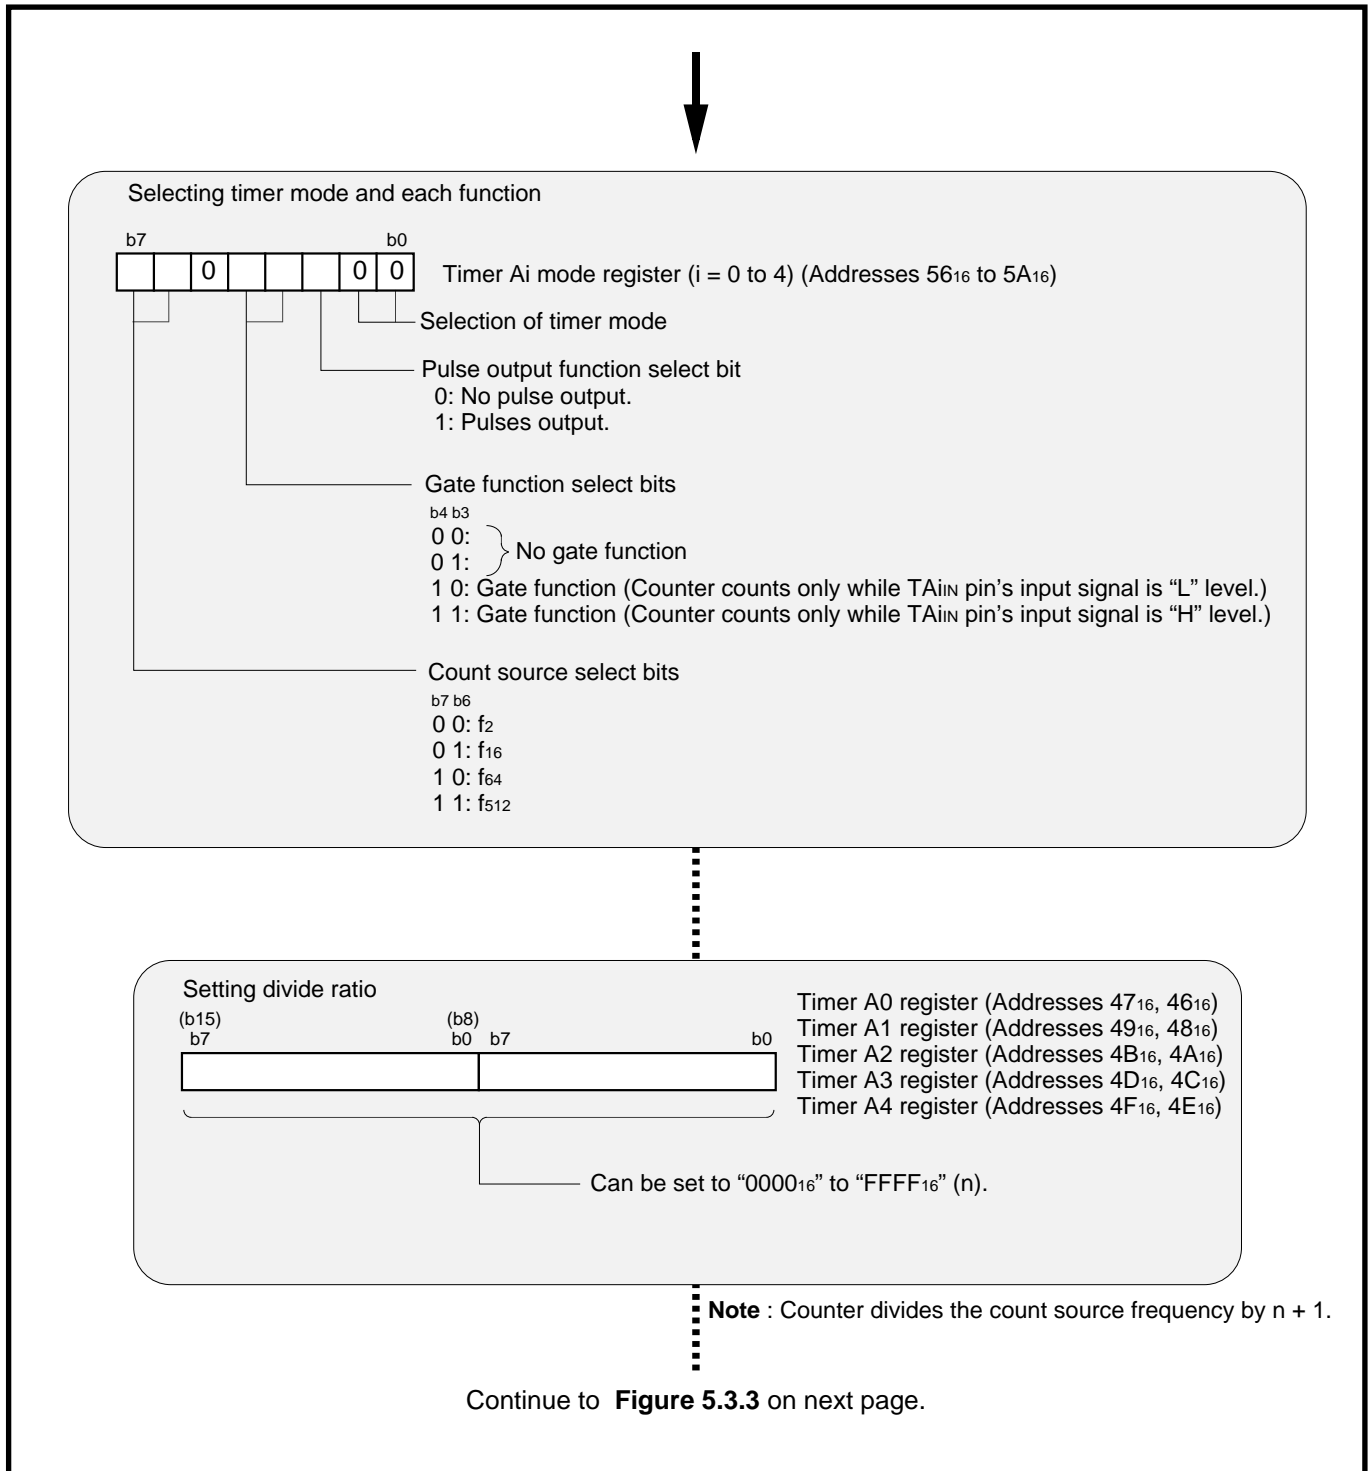 Selecting timer mode and each function
b7 b0
0 0 0
Timer Ai mode register (i = 0 to 4) (Addresses 5616 to 5A16)
Selection of timer mode
Pulse output function select bit
0: No pulse output.
1: Pulses output.
Gate function select bits
b4 b3
0 0:
0 1:
No gate function
1 0: Gate function (Counter counts only while TAiIN pin’s input signal is “L” level.)
1 1: Gate function (Counter counts only while TAiIN pin’s input signal is “H” level.)
Count source select bits
b7 b6
0 0: f2
0 1: f16
1 0: f64
1 1: f512
Setting divide ratio
(b15) (b8)
b7 b0 b7 b0
Timer A0 register (Addresses 4716, 4616)
Timer A1 register (Addresses 4916, 4816)
Timer A2 register (Addresses 4B16, 4A16)
Timer A3 register (Addresses 4D16, 4C16)
Timer A4 register (Addresses 4F16, 4E16)
Can be set to “000016” to “FFFF16” (n).
Note : Counter divides the count source frequency by n + 1.
Continue to Figure 5.3.3 on next page.